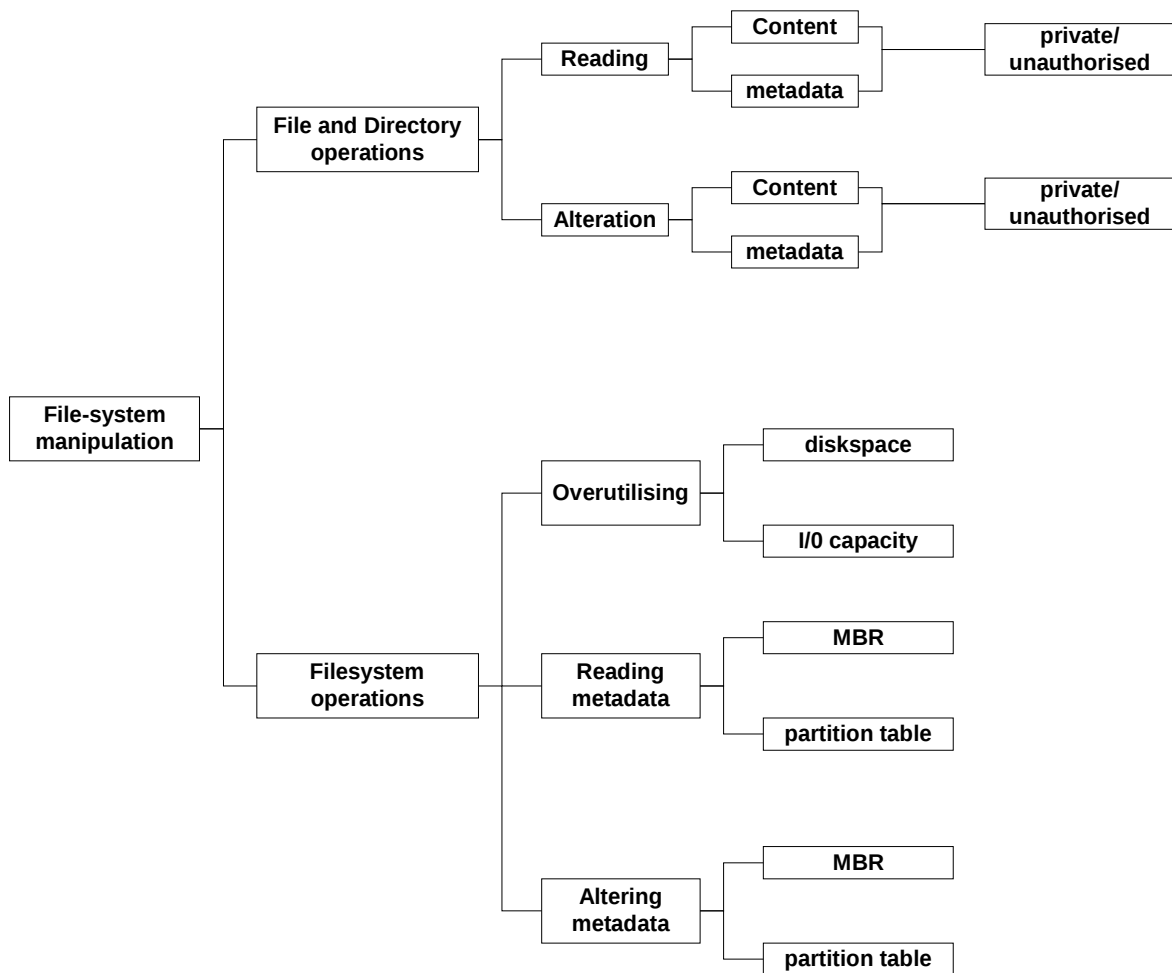 Content
private/
unauthorised
Reading
metadata
File and Directory
operations
Content
private/
unauthorised
Alteration
metadata
File-system
manipulation
diskspace
Overutilising
I/0 capacity
MBR
Filesystem
operations
Reading
metadata
partition table
MBR
Altering
metadata
partition table